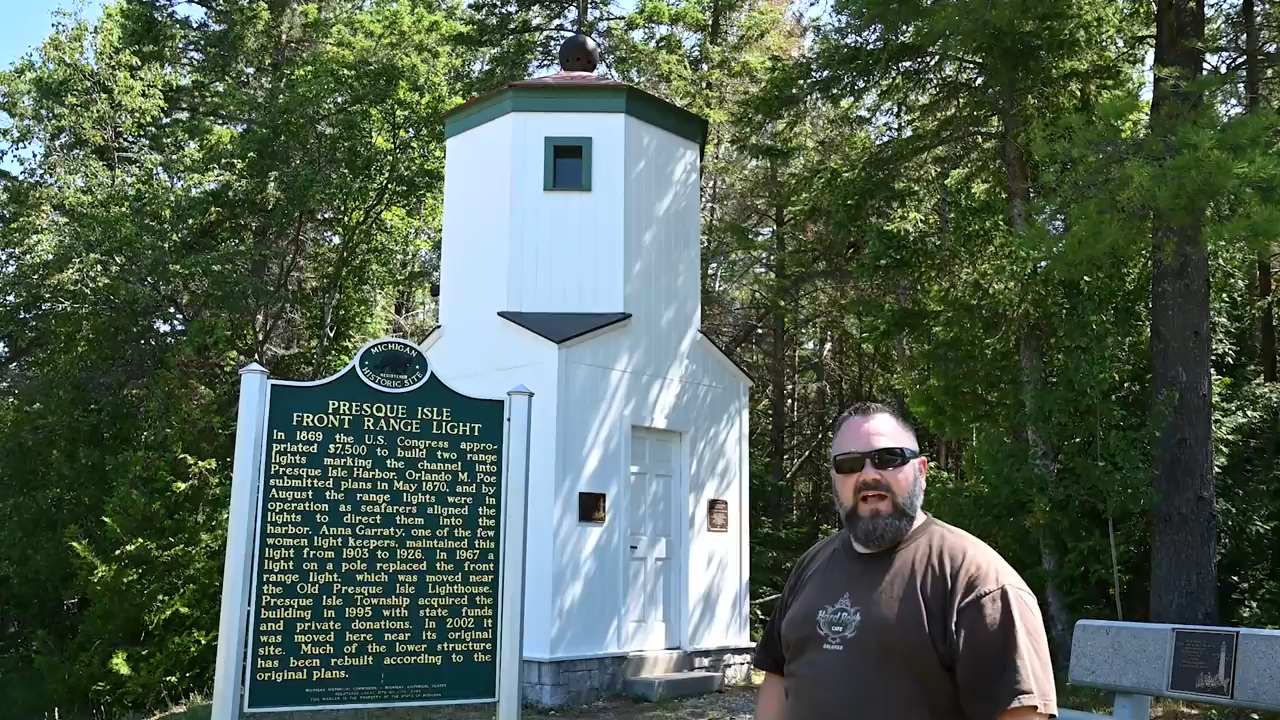 MICHIGAN
REGISTERED
HISTORIC SITE
PRESQUE ISLE
FRONT RANGE LIGHT
In 1869 the U.S. Congress appro-
priated $7,500 to build two range
lights marking the channel into
Presque Isle Harbor. Orlando M. Poe
submitted plans in May 1870, and by
August the range lights were in
operation as seafarers aligned the
lights to direct them into the
harbor. Anna Garraty, one of the few
women light keepers, maintained this
light from 1903 to 1926. In 1967 a
light on a pole replaced the front
range light, which was moved near
the Old Presque Isle Lighthouse.
Presque Isle Township acquired the
building in 1995 with state funds
and private donations. In 2002 it
was moved here near its original
site. Much of the lower structure
has been rebuilt according to the
original plans.
Hard Rock
CAFE
ORLANDO